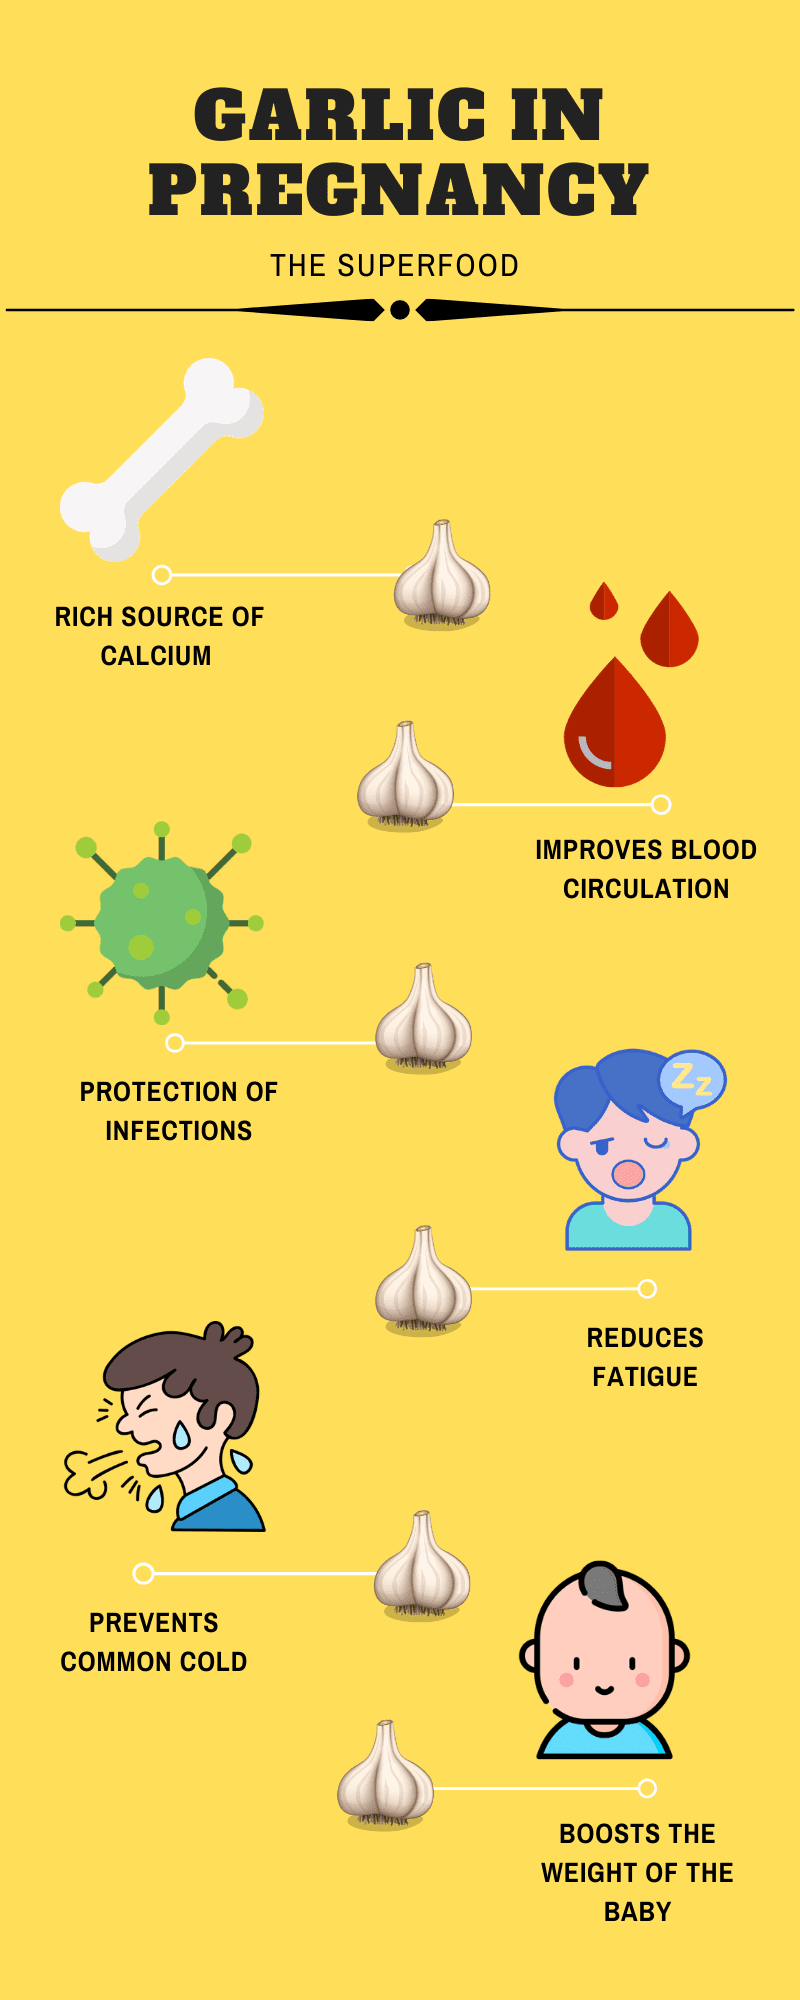 GARLIC IN
PREGNANCY
THE SUPERFOOD
RICH SOURCE OF
CALCIUM
IMPROVES BLOOD
CIRCULATION
PROTECTION OF
INFECTIONS
Zz
REDUCES
FATIGUE
PREVENTS
COMMON COLD
BOOSTS THE
WEIGHT OF THE
BABY